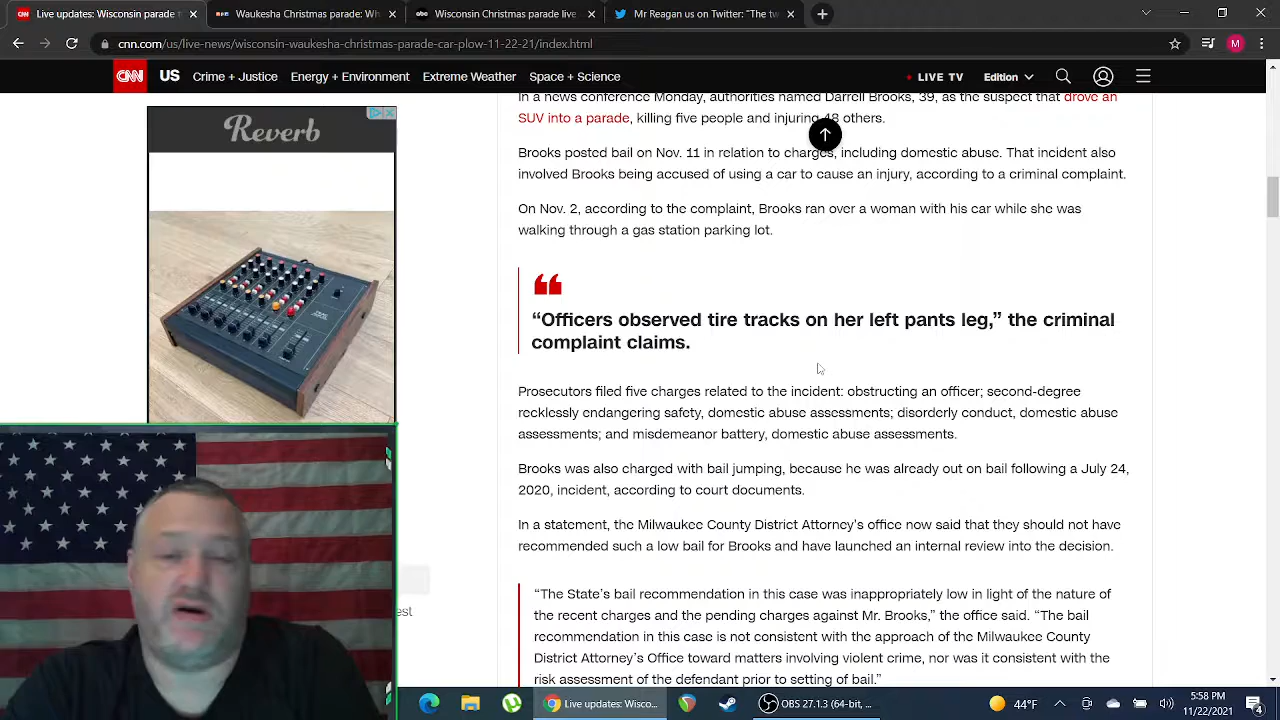 Wisconsin parade t
Waukesha Christmas parade: Wh
Wisconsin Christmas parade live
Mr Reagan us on Twitter: "The tw
cnn.com/us/live-news/wisconsin-waukesha-christmas-parade-car-plow-11-22-21/index.html
M
CNN US Crime + Justice Energy + Environment Extreme Weather Space + Science LIVE TV Edition
Reverb
In a news conference Monday, authorities named Darrell Brooks, 39, as the suspect that drove an
SUV into a parade, killing five people and injuring 48 others.
Brooks posted bail on Nov. 11 in relation to charges, including domestic abuse. That incident also
involved Brooks being accused of using a car to cause an injury, according to a criminal complaint.
On Nov. 2, according to the complaint, Brooks ran over a woman with his car while she was
walking through a gas station parking lot.
“Officers observed tire tracks on her left pants leg,” the criminal
complaint claims.
Prosecutors filed five charges related to the incident: obstructing an officer; second-degree
recklessly endangering safety, domestic abuse assessments; disorderly conduct, domestic abuse
assessments; and misdemeanor battery, domestic abuse assessments.
Brooks was also charged with bail jumping, because he was already out on bail following a July 24,
2020, incident, according to court documents.
In a statement, the Milwaukee County District Attorney’s office now said that they should not have
recommended such a low bail for Brooks and have launched an internal review into the decision.
“The State’s bail recommendation in this case was inappropriately low in light of the nature of
the recent charges and the pending charges against Mr. Brooks,” the office said. “The bail
recommendation in this case is not consistent with the approach of the Milwaukee County
District Attorney’s Office toward matters involving violent crime, nor was it consistent with the
risk assessment of the defendant prior to setting of bail.”
est
Live updates: Wisco...
OBS 27.1.3 (64-bit, ...
44°F
5:58 PM
11/22/2021